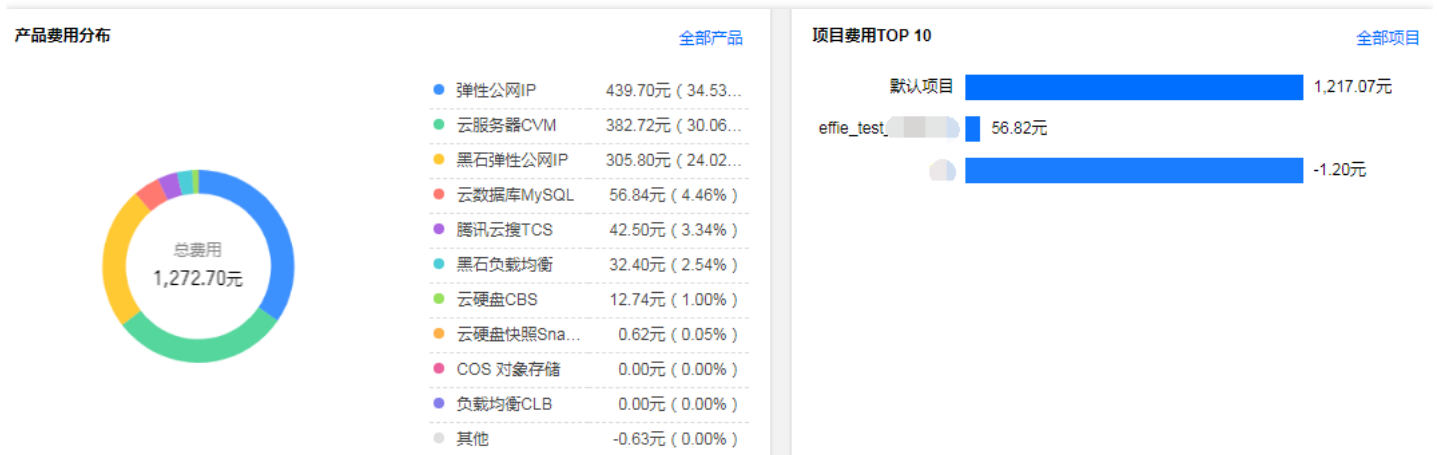 产品费用分布
全部产品
弹性公网IP 439.70元 ( 34.53...
云服务器CVM 382.72元 ( 30.06...
黑石弹性公网IP 305.80元 ( 24.02...
云数据库MySQL 56.84元 ( 4.46% )
腾讯云搜TCS 42.50元 ( 3.34% )
黑石负载均衡 32.40元 ( 2.54% )
云硬盘CBS 12.74元 ( 1.00% )
云硬盘快照Sna... 0.62元 ( 0.05% )
COS 对象存储 0.00元 ( 0.00% )
负载均衡CLB 0.00元 ( 0.00% )
其他 -0.63元 ( 0.00% )
总费用
1,272.70元
项目费用TOP 10
全部项目
默认项目 1,217.07元
effie_test_ 56.82元
-1.20元